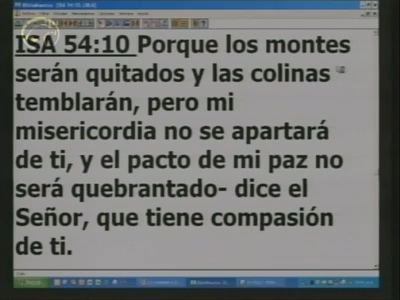 ISA 54:10 Porque los montes
serán quitados y las colinas
temblarán, pero mi
misericordia no se apartará
de ti, y el pacto de mi paz no
será quebrantado- dice el
Señor, que tiene compasión
de ti.